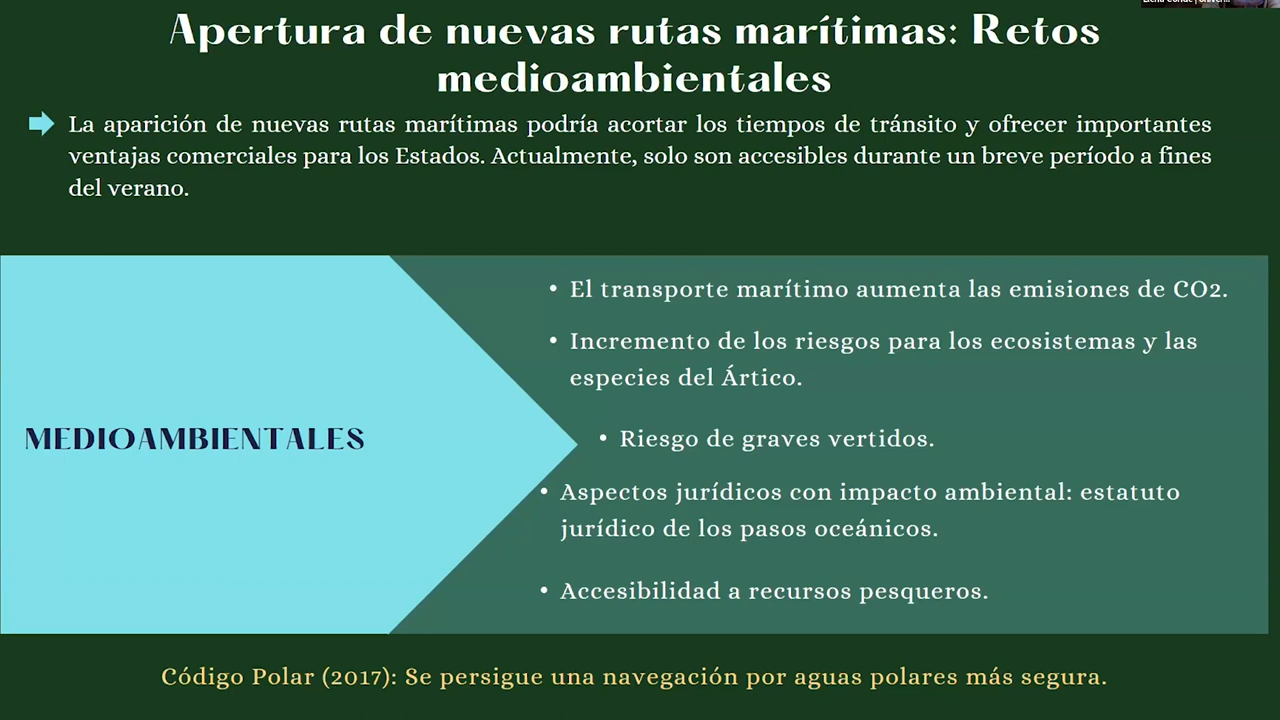 Apertura de nuevas rutas marítimas: Retos
medioambientales
La aparición de nuevas rutas marítimas podría acortar los tiempos de tránsito y ofrecer importantes
ventajas comerciales para los Estados. Actualmente, solo son accesibles durante un breve período a fines
del verano.
MEDIOAMBIENTALES
• El transporte marítimo aumenta las emisiones de CO2.
• Incremento de los riesgos para los ecosistemas y las
especies del Ártico.
• Riesgo de graves vertidos.
• Aspectos jurídicos con impacto ambiental: estatuto
jurídico de los pasos oceánicos.
• Accesibilidad a recursos pesqueros.
Código Polar (2017): Se persigue una navegación por aguas polares más segura.